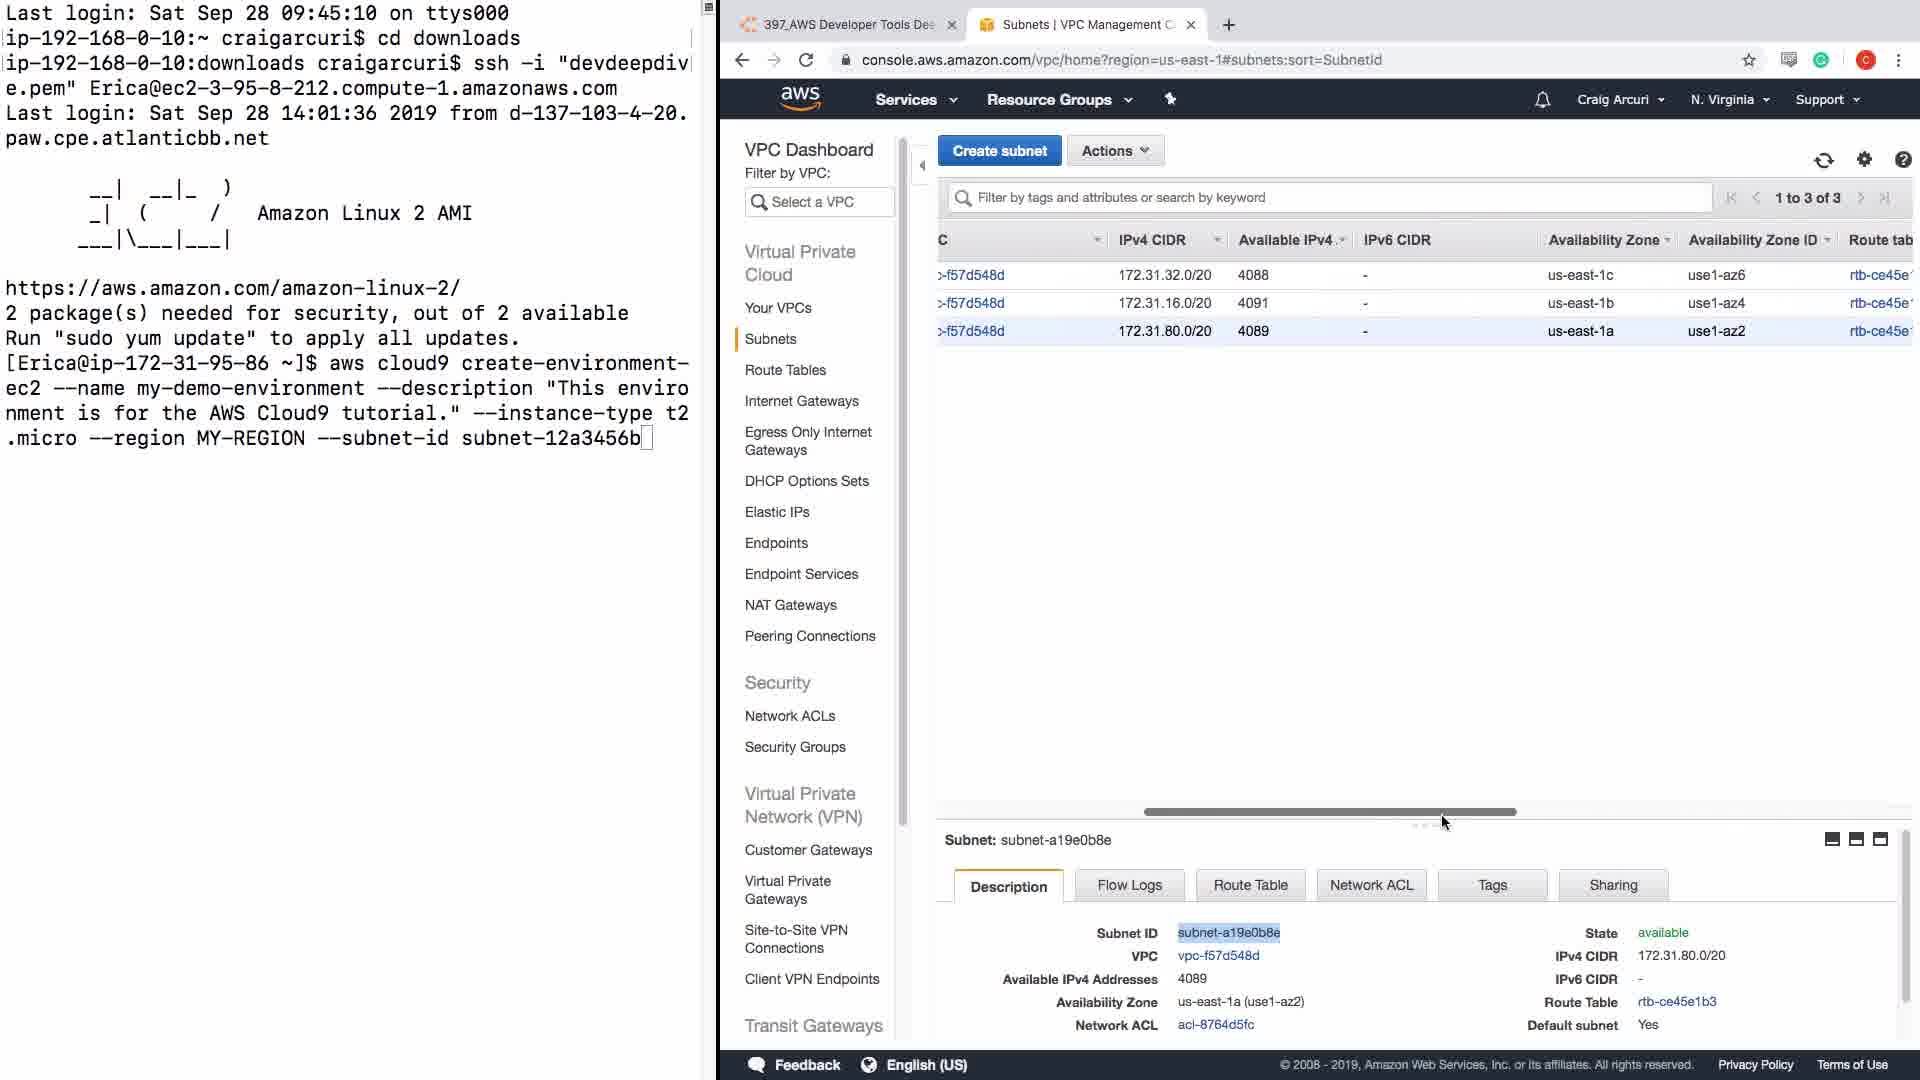 Last login: Sat Sep 28 09:45:10 on ttys000
ip-192-168-0-10:~ craigarcuri$ cd downloads
ip-192-168-0-10:downloads craigarcuri$ ssh -i "devdeepdiv
e.pem" Erica@ec2-3-95-8-212.compute-1.amazonaws.com
Last login: Sat Sep 28 14:01:36 2019 from d-137-103-4-20.
paw.cpe.atlanticbb.net
__| __|_ )
_| ( / Amazon Linux 2 AMI
___|\___|___|
https://aws.amazon.com/amazon-linux-2/
2 package(s) needed for security, out of 2 available
Run "sudo yum update" to apply all updates.
[Erica@ip-172-31-95-86 ~]$ aws cloud9 create-environment-
ec2 --name my-demo-environment --description "This enviro
nment is for the AWS Cloud9 tutorial." --instance-type t2
.micro --region MY-REGION --subnet-id subnet-12a3456b
397_AWS Developer Tools Dee
Subnets | VPC Management C
console.aws.amazon.com/vpc/home?region=us-east-1#subnets:sort=SubnetId
C
aws Services Resource Groups Craig Arcuri N. Virginia Support
VPC Dashboard
Filter by VPC:
Select a VPC
Virtual Private
Cloud
Your VPCs
Subnets
Route Tables
Internet Gateways
Egress Only Internet
Gateways
DHCP Options Sets
Elastic IPs
Endpoints
Endpoint Services
NAT Gateways
Peering Connections
Security
Network ACLs
Security Groups
Virtual Private
Network (VPN)
Customer Gateways
Virtual Private
Gateways
Site-to-Site VPN
Connections
Client VPN Endpoints
Transit Gateways
Create subnet Actions
Filter by tags and attributes or search by keyword
1 to 3 of 3
C IPv4 CIDR Available IPv4 IPv6 CIDR Availability Zone Availability Zone ID Route tab
c-f57d548d 172.31.32.0/20 4088 - us-east-1c use1-az6 rtb-ce45e
c-f57d548d 172.31.16.0/20 4091 - us-east-1b use1-az4 rtb-ce45e
c-f57d548d 172.31.80.0/20 4089 - us-east-1a use1-az2 rtb-ce45e
Subnet: subnet-a19e0b8e
Description Flow Logs Route Table Network ACL Tags Sharing
Subnet ID subnet-a19e0b8e State available
VPC vpc-f57d548d IPv4 CIDR 172.31.80.0/20
Available IPv4 Addresses 4089 IPv6 CIDR -
Availability Zone us-east-1a (use1-az2) Route Table rtb-ce45e1b3
Network ACL acl-8764d5fc Default subnet Yes
Feedback English (US) © 2008 - 2019, Amazon Web Services, Inc. or its affiliates. All rights reserved. Privacy Policy Terms of Use